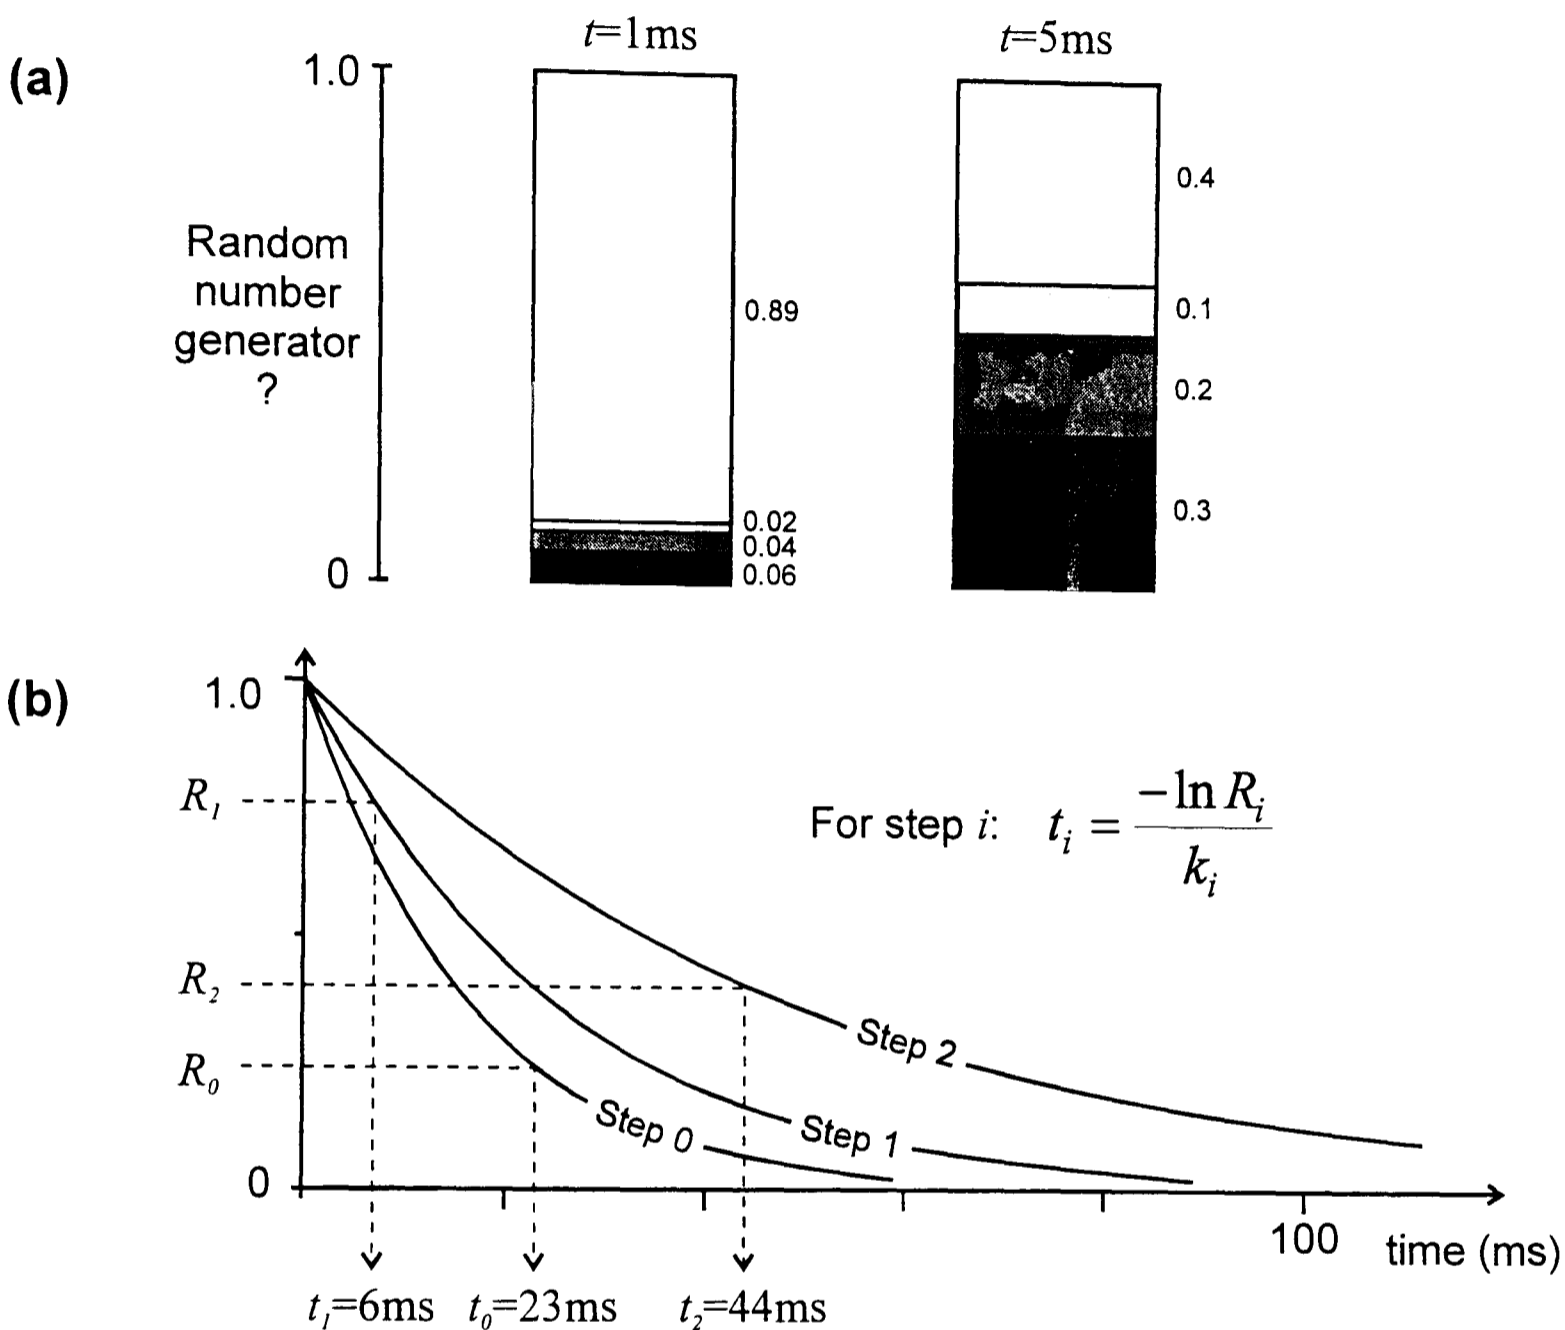 (a)
t=1ms
t=5ms
1.0
Random
number
generator
?
0
0.89
0.02
0.04
0.06
0.4
0.1
0.2
0.3
(b)
1.0
R₁
R₂
R₀
0
For step i: tᵢ = −ln Rᵢ / kᵢ
Step 2
Step 1
Step 0
100
time (ms)
t₁=6ms t₀=23ms t₂=44ms